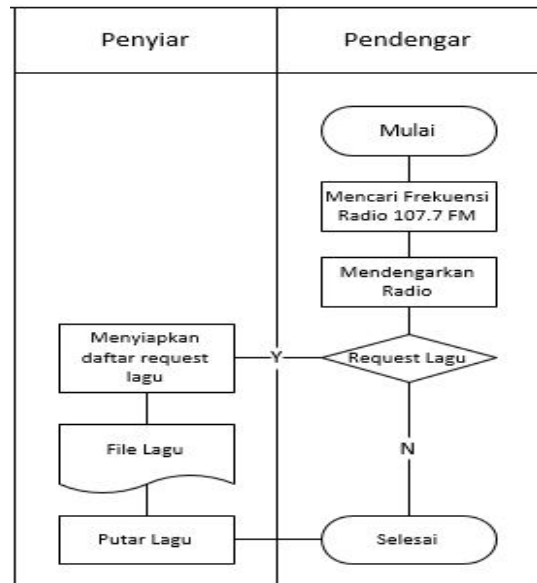 Penyiar
Pendengar
Mulai
Mencari Frekuensi
Radio 107.7 FM
Mendengarkan
Radio
Request Lagu
Y
Menyiapkan
daftar request
lagu
File Lagu
N
Putar Lagu
Selesai